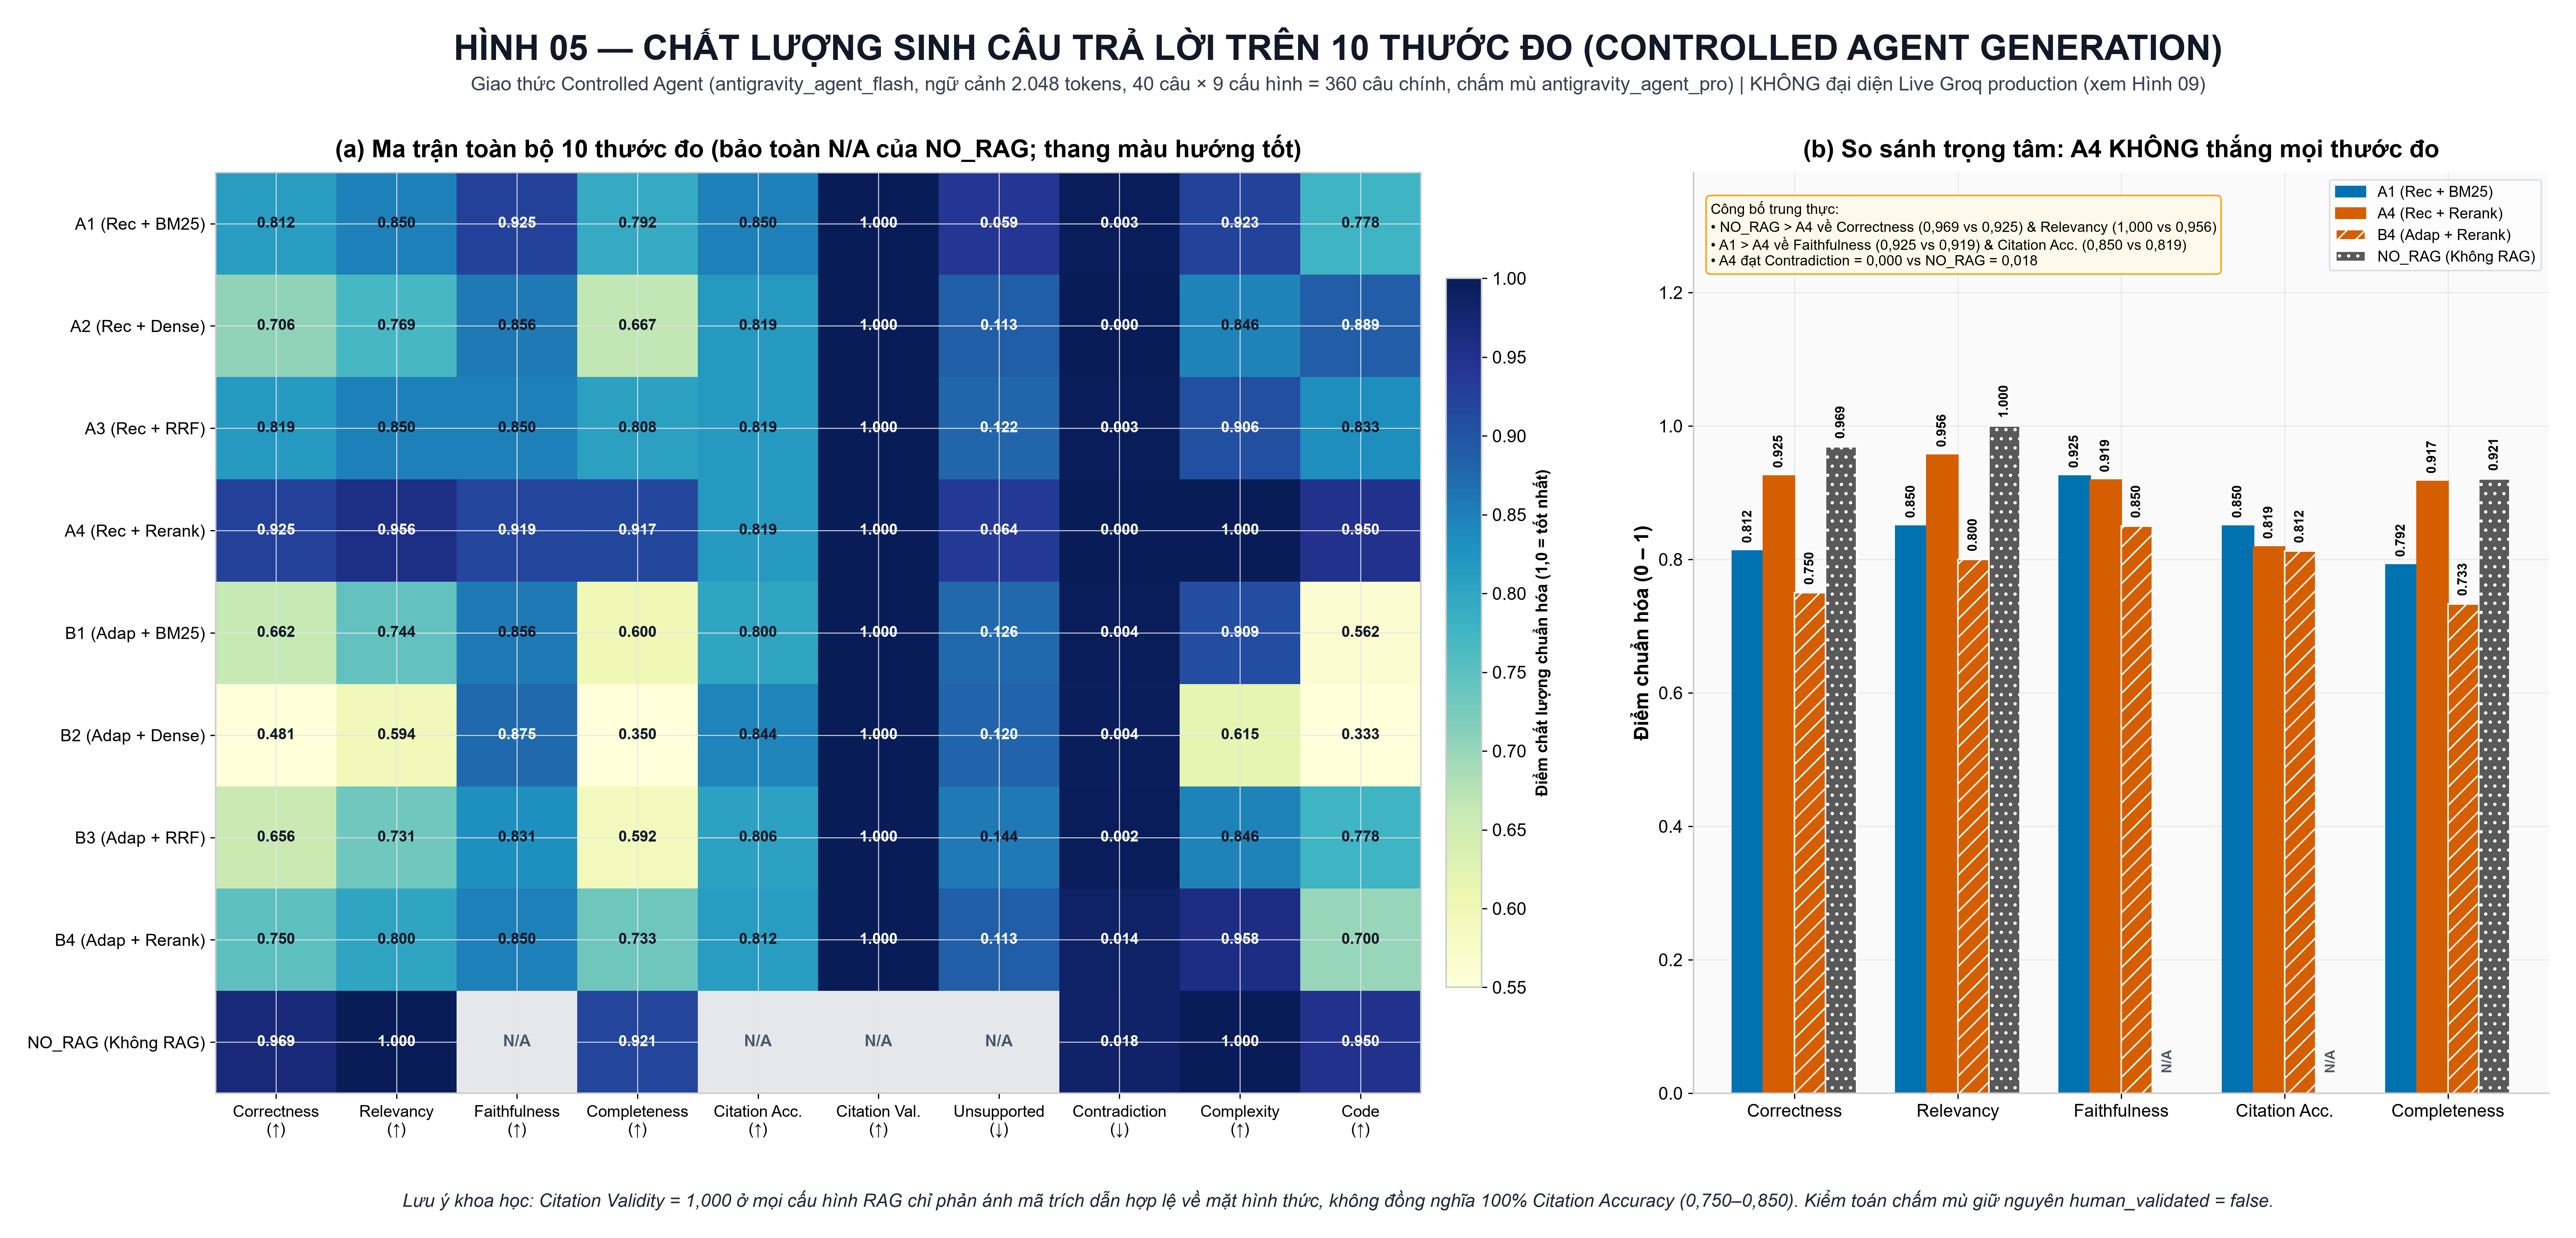 HÌNH 05 — CHẤT LƯỢNG SINH CÂU TRẢ LỜI TRÊN 10 THƯỚC ĐO (CONTROLLED AGENT GENERATION)
Giao thức Controlled Agent (antigravity_agent_flash, ngữ cảnh 2.048 tokens, 40 câu × 9 cấu hình = 360 câu chính, chấm mù antigravity_agent_pro) | KHÔNG đại diện Live Groq production (xem Hình 09)
(a) Ma trận toàn bộ 10 thước đo (bảo toàn N/A của NO_RAG; thang màu hướng tốt)
A1 (Rec + BM25) 0.812 0.850 0.925 0.792 0.850 1.000 0.059 0.003 0.923 0.778
A2 (Rec + Dense) 0.706 0.769 0.856 0.667 0.819 1.000 0.113 0.000 0.846 0.889
A3 (Rec + RRF) 0.819 0.850 0.850 0.808 0.819 1.000 0.122 0.003 0.906 0.833
A4 (Rec + Rerank) 0.925 0.956 0.919 0.917 0.819 1.000 0.064 0.000 1.000 0.950
B1 (Adap + BM25) 0.662 0.744 0.856 0.600 0.800 1.000 0.126 0.004 0.909 0.562
B2 (Adap + Dense) 0.481 0.594 0.875 0.350 0.844 1.000 0.120 0.004 0.615 0.333
B3 (Adap + RRF) 0.656 0.731 0.831 0.592 0.806 1.000 0.144 0.002 0.846 0.778
B4 (Adap + Rerank) 0.750 0.800 0.850 0.733 0.812 1.000 0.113 0.014 0.958 0.700
NO_RAG (Không RAG) 0.969 1.000 N/A 0.921 N/A N/A N/A 0.018 1.000 0.950
Correctness Relevancy Faithfulness Completeness Citation Acc. Citation Val. Unsupported Contradiction Complexity Code
(↑) (↑) (↑) (↑) (↑) (↑) (↓) (↓) (↑) (↑)
1.00
0.95
0.90
0.85
0.80
0.75
0.70
0.65
0.60
0.55
Điểm chất lượng chuẩn hóa (1,0 = tốt nhất)
(b) So sánh trọng tâm: A4 KHÔNG thắng mọi thước đo
Công bố trung thực:
• NO_RAG > A4 về Correctness (0,969 vs 0,925) & Relevancy (1,000 vs 0,956)
• A1 > A4 về Faithfulness (0,925 vs 0,919) & Citation Acc. (0,850 vs 0,819)
• A4 đạt Contradiction = 0,000 vs NO_RAG = 0,018
A1 (Rec + BM25)
A4 (Rec + Rerank)
B4 (Adap + Rerank)
NO_RAG (Không RAG)
Điểm chuẩn hóa (0 – 1)
1.2
1.0
0.8
0.6
0.4
0.2
0.0
0.812 0.925 0.750 0.969
0.850 0.956 0.800 1.000
0.925 0.919 0.850 N/A
0.850 0.819 0.812 N/A
0.792 0.917 0.733 0.921
Correctness Relevancy Faithfulness Citation Acc. Completeness
Lưu ý khoa học: Citation Validity = 1,000 ở mọi cấu hình RAG chỉ phản ánh mã trích dẫn hợp lệ về mặt hình thức, không đồng nghĩa 100% Citation Accuracy (0,750–0,850). Kiểm toán chấm mù giữ nguyên human_validated = false.